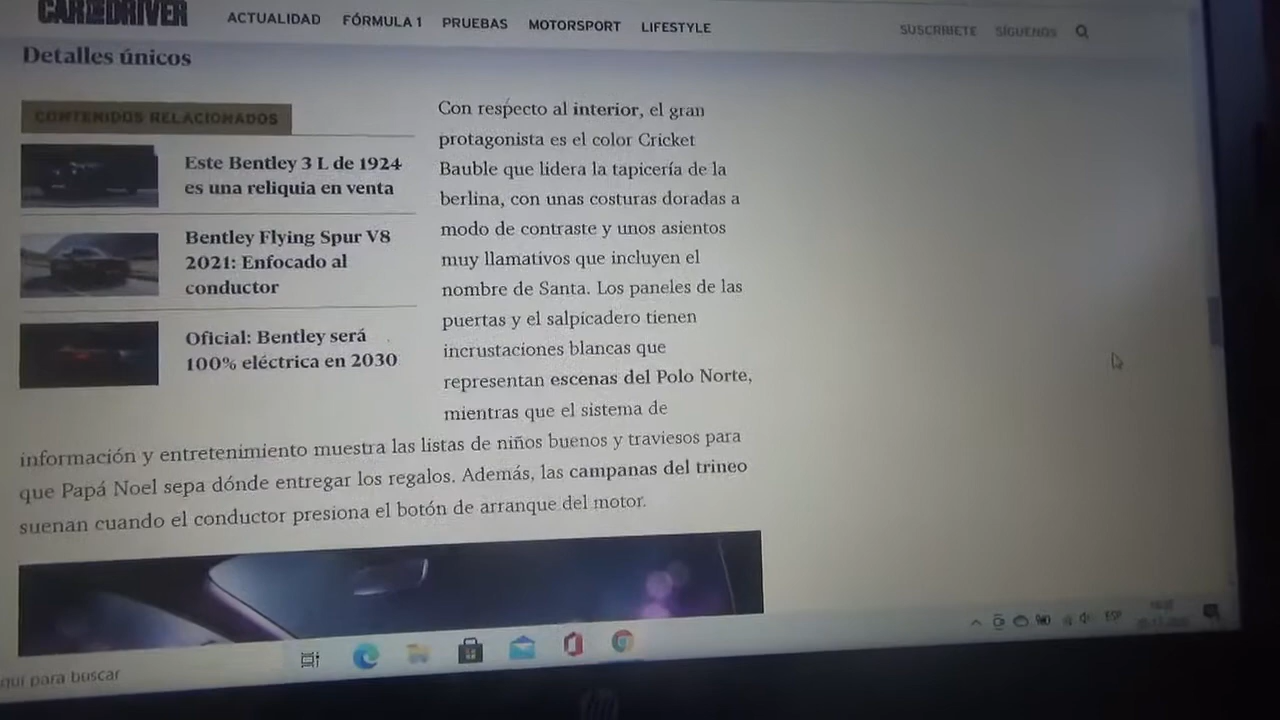 CAR AND DRIVER
ACTUALIDAD FÓRMULA 1 PRUEBAS MOTORSPORT LIFESTYLE
SUSCRÍBETE SÍGUENOS
Detalles únicos
CONTENIDOS RELACIONADOS
Este Bentley 3 L de 1924
es una reliquia en venta
Bentley Flying Spur V8
2021: Enfocado al
conductor
Oficial: Bentley será
100% eléctrica en 2030
Con respecto al interior, el gran
protagonista es el color Cricket
Bauble que lidera la tapicería de la
berlina, con unas costuras doradas a
modo de contraste y unos asientos
muy llamativos que incluyen el
nombre de Santa. Los paneles de las
puertas y el salpicadero tienen
incrustaciones blancas que
representan escenas del Polo Norte,
mientras que el sistema de
información y entretenimiento muestra las listas de niños buenos y traviesos para
que Papá Noel sepa dónde entregar los regalos. Además, las campanas del trineo
suenan cuando el conductor presiona el botón de arranque del motor.
quí para buscar
ESP
hp